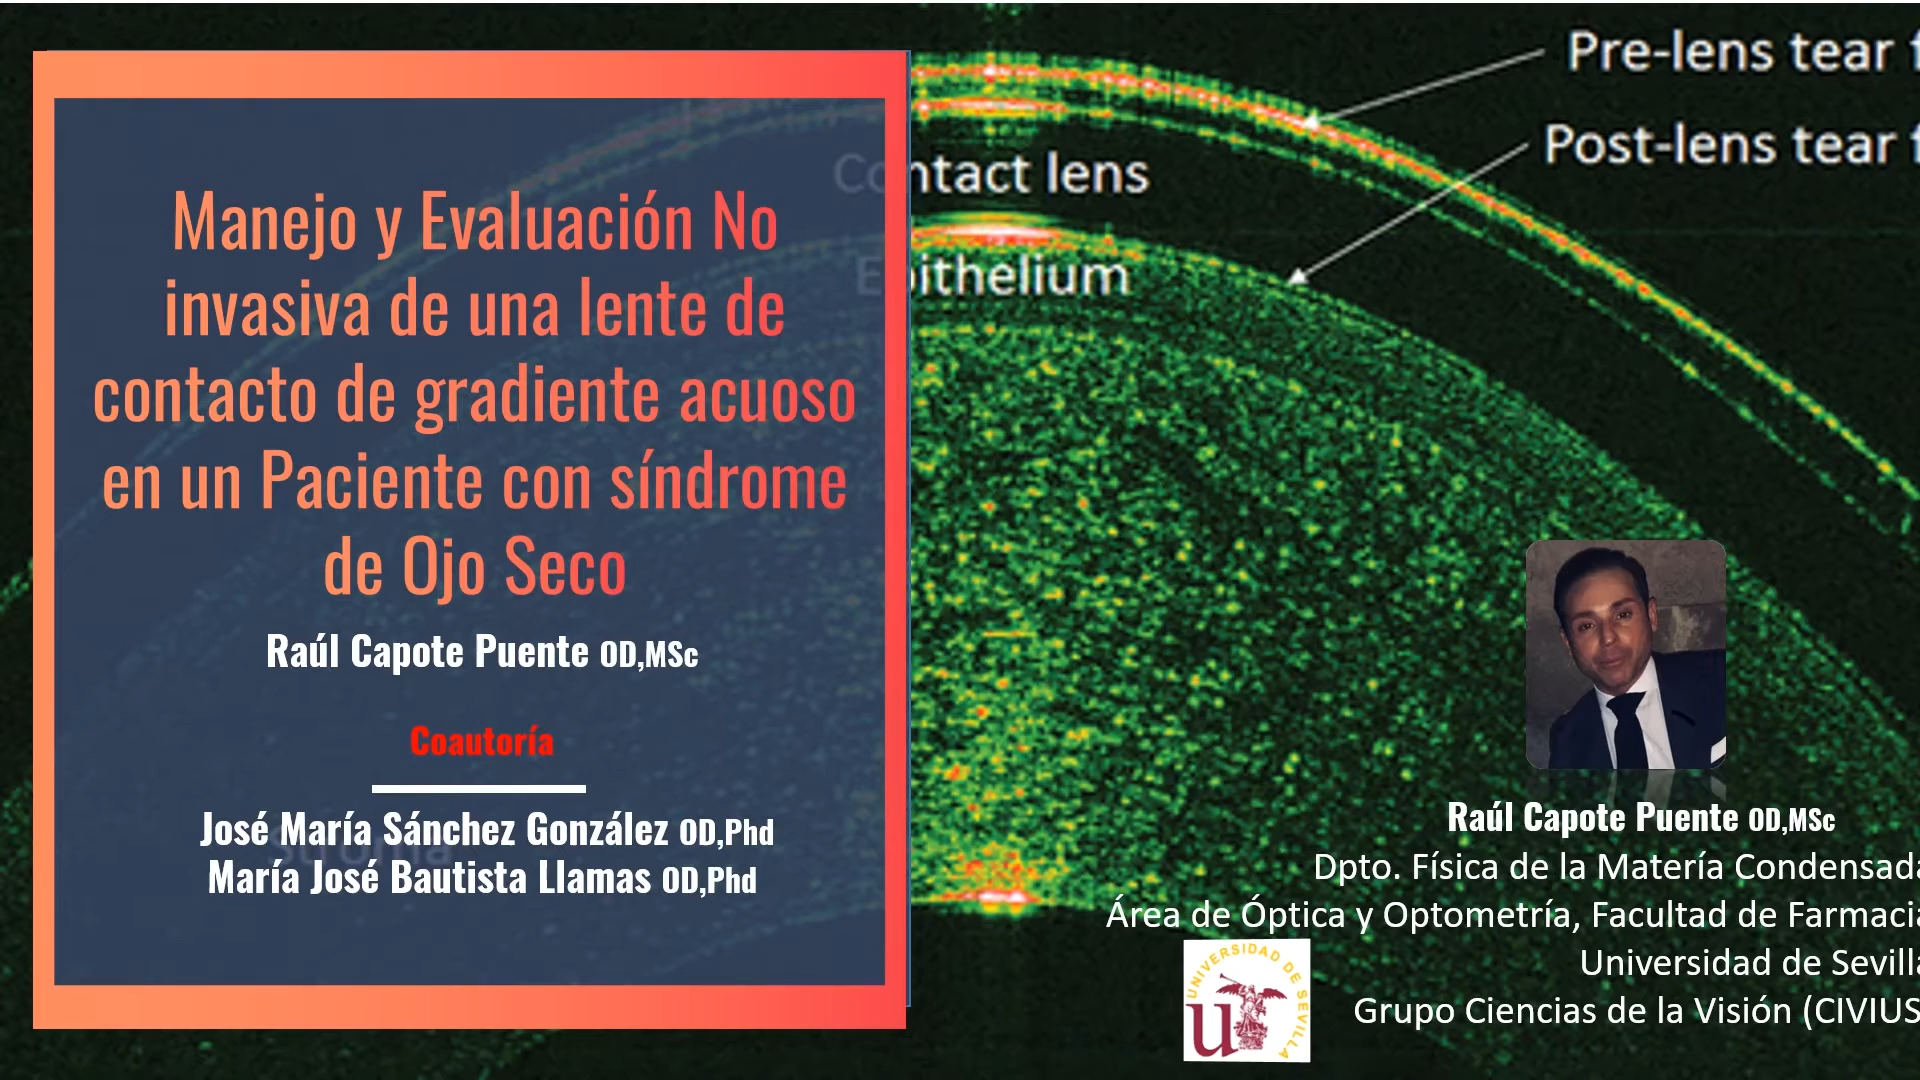 Manejo y Evaluación No
invasiva de una lente de
contacto de gradiente acuoso
en un Paciente con síndrome
de Ojo Seco
Raúl Capote Puente OD,MSc
Coautoría
José María Sánchez González OD,Phd
María José Bautista Llamas OD,Phd
Pre-lens tear f
Post-lens tear f
Contact lens
Epithelium
Stroma
Raúl Capote Puente OD,MSc
Dpto. Física de la Matería Condensada
Área de Óptica y Optometría, Facultad de Farmacia
Universidad de Sevilla
Grupo Ciencias de la Visión (CIVIUS
UNIVERSIDAD DE SEVILLA